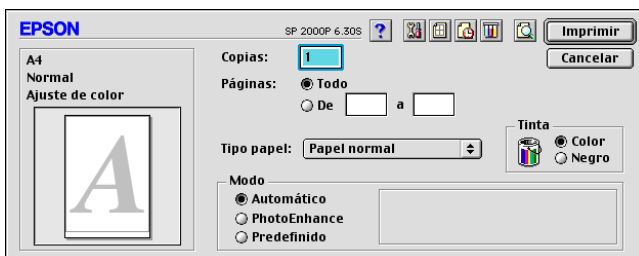 EPSON
SP 2000P 6.30S
?
Imprimir
Cancelar
A4
Normal
Ajuste de color
A
Copias: 1
Páginas: Todo
De a
Tipo papel: Papel normal
Tinta
Color
Negro
Modo
Automático
PhotoEnhance
Predefinido